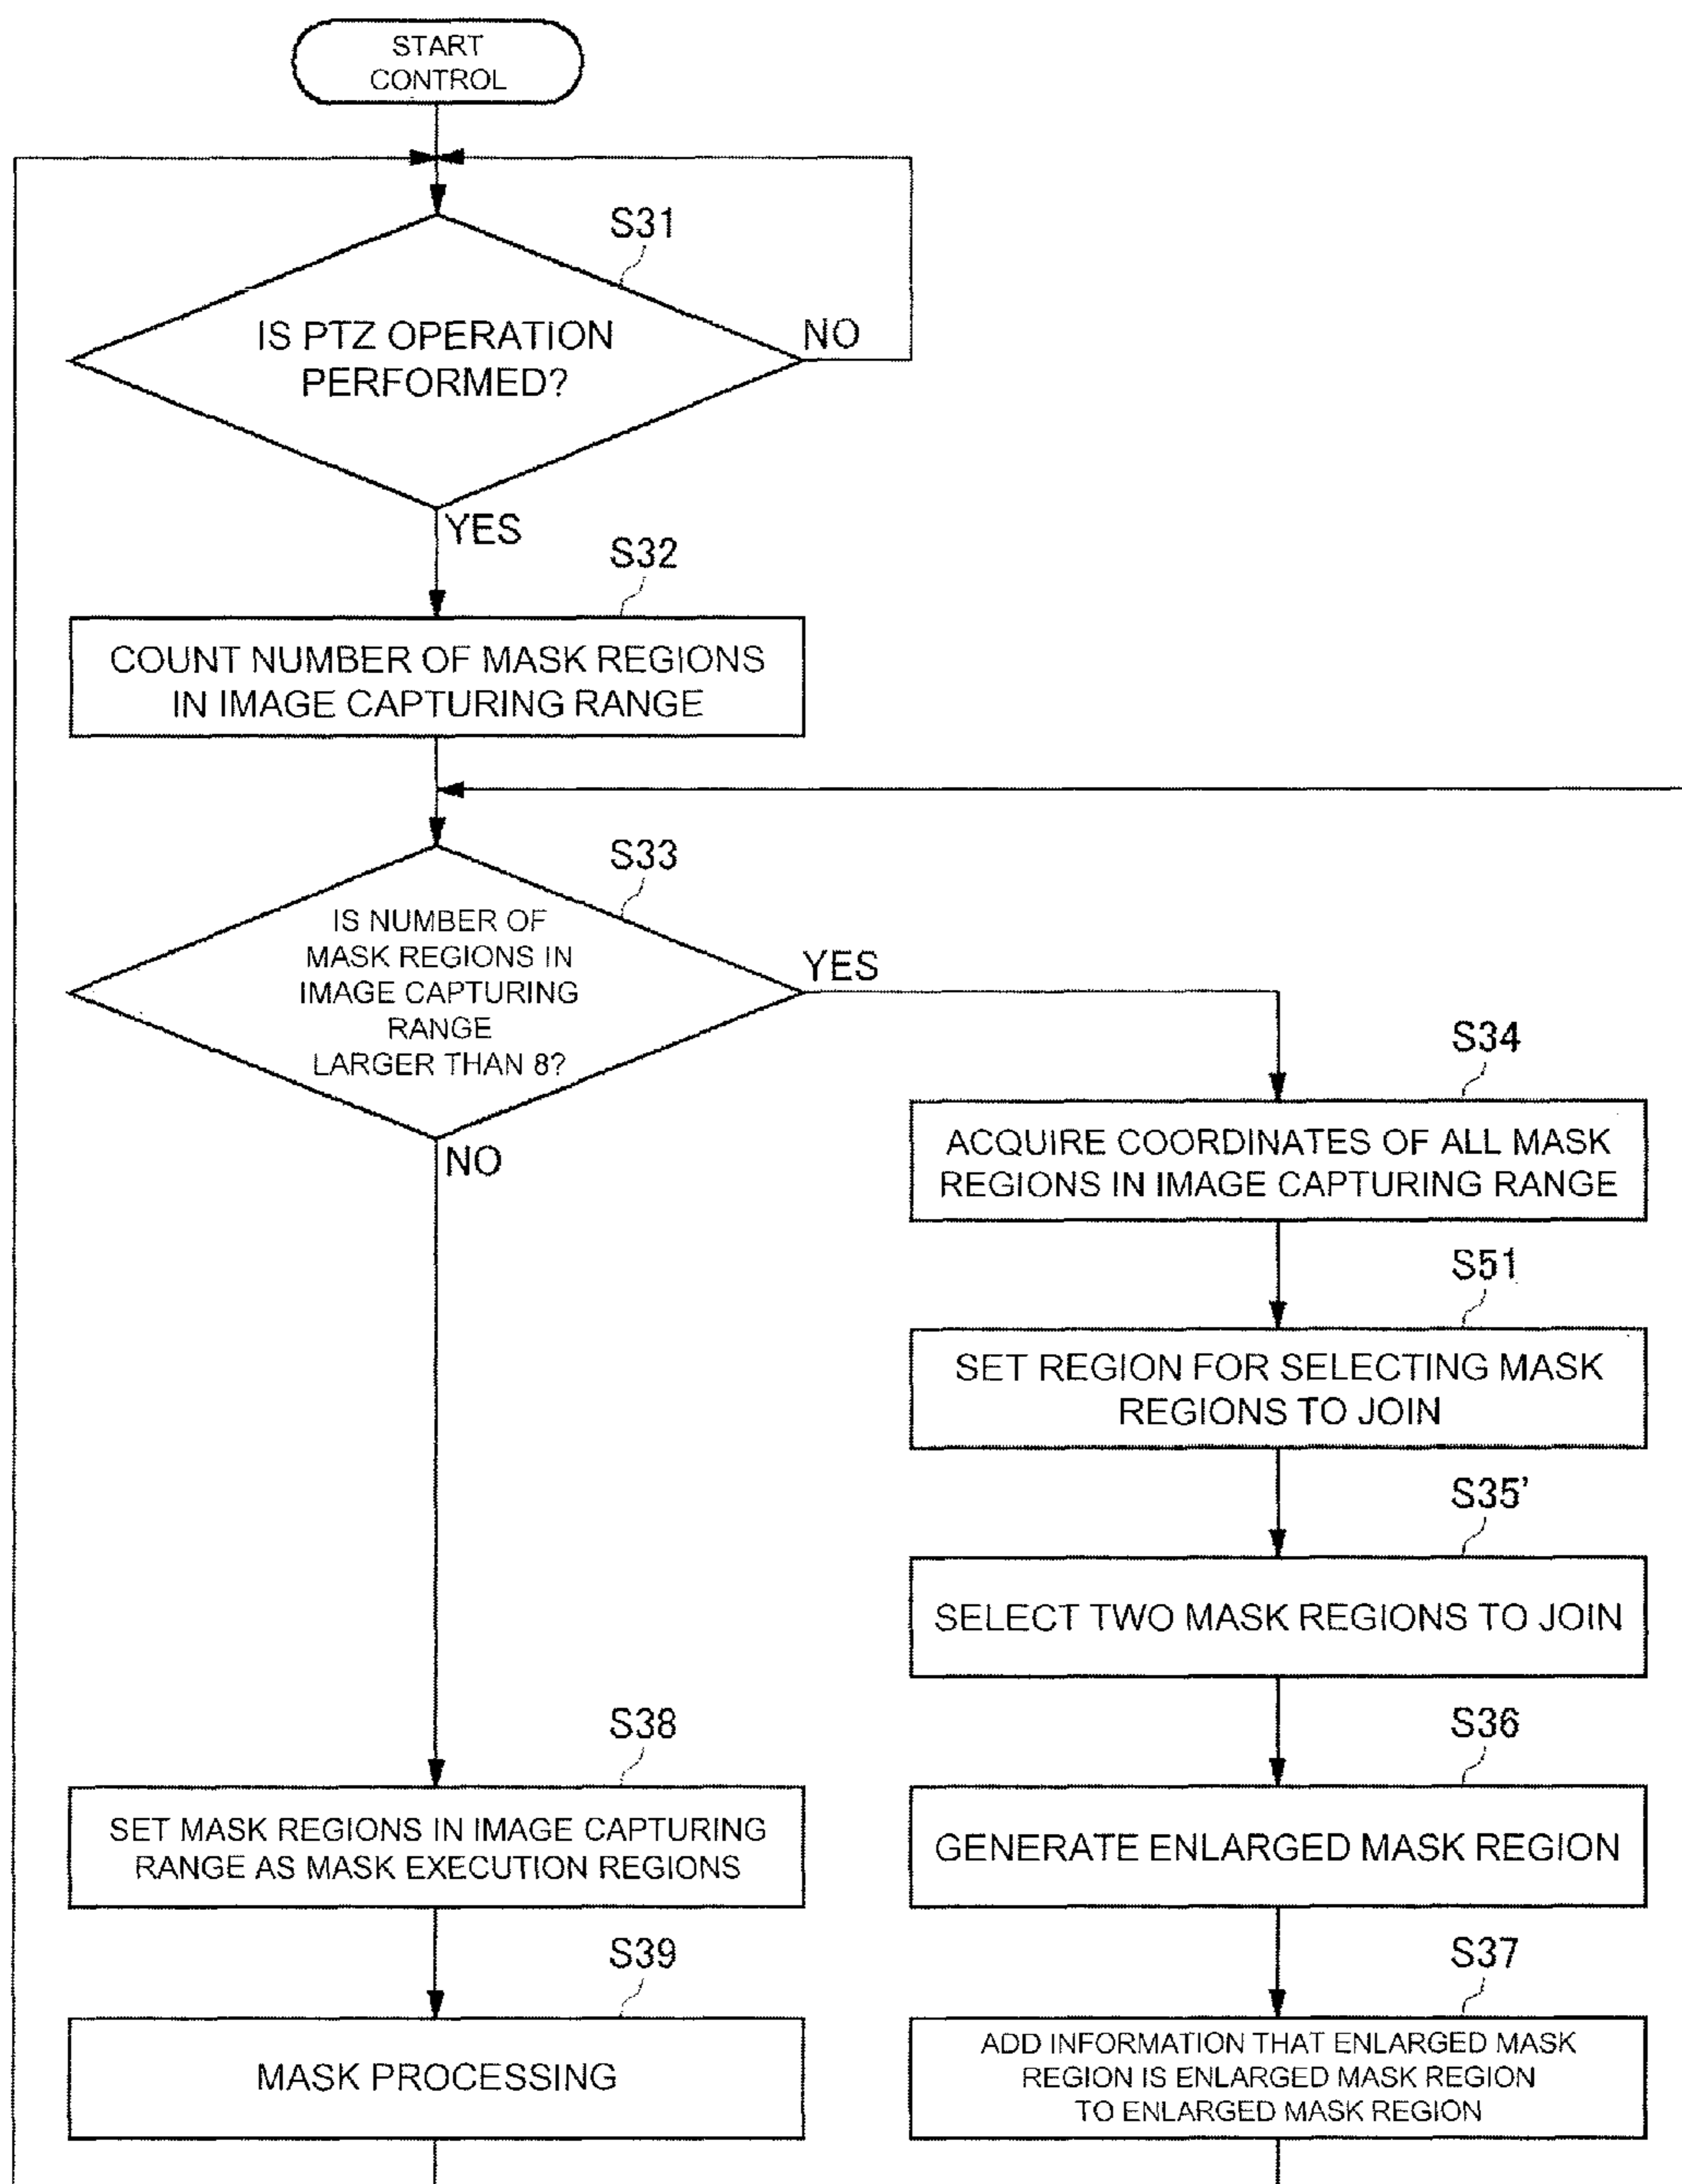 START
CONTROL
S31
IS PTZ OPERATION
PERFORMED?
NO
YES
S32
COUNT NUMBER OF MASK REGIONS
IN IMAGE CAPTURING RANGE
S33
IS NUMBER OF
MASK REGIONS IN
IMAGE CAPTURING
RANGE
LARGER THAN 8?
YES
NO
S34
ACQUIRE COORDINATES OF ALL MASK
REGIONS IN IMAGE CAPTURING RANGE
S51
SET REGION FOR SELECTING MASK
REGIONS TO JOIN
S35'
SELECT TWO MASK REGIONS TO JOIN
S36
GENERATE ENLARGED MASK REGION
S37
ADD INFORMATION THAT ENLARGED MASK
REGION IS ENLARGED MASK REGION
TO ENLARGED MASK REGION
S38
SET MASK REGIONS IN IMAGE CAPTURING
RANGE AS MASK EXECUTION REGIONS
S39
MASK PROCESSING